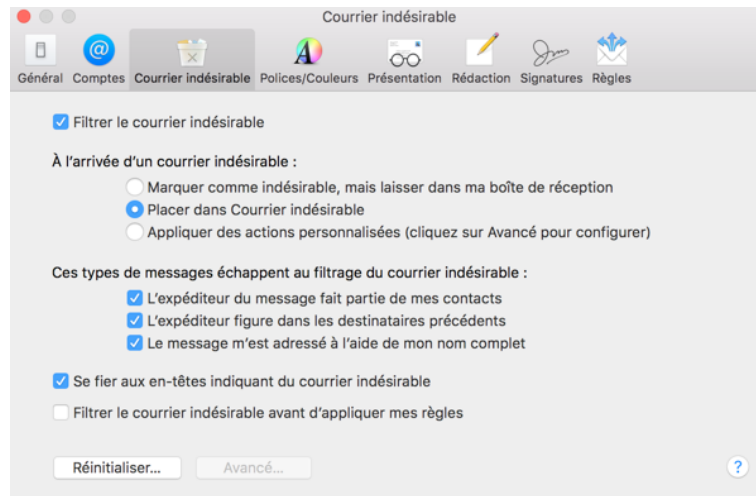 Courrier indésirable
Général Comptes Courrier indésirable Polices/Couleurs Présentation Rédaction Signatures Règles
Filtrer le courrier indésirable
À l’arrivée d’un courrier indésirable :
Marquer comme indésirable, mais laisser dans ma boîte de réception
Placer dans Courrier indésirable
Appliquer des actions personnalisées (cliquez sur Avancé pour configurer)
Ces types de messages échappent au filtrage du courrier indésirable :
L’expéditeur du message fait partie de mes contacts
L’expéditeur figure dans les destinataires précédents
Le message m’est adressé à l’aide de mon nom complet
Se fier aux en-têtes indiquant du courrier indésirable
Filtrer le courrier indésirable avant d’appliquer mes règles
Réinitialiser... Avancé... ?